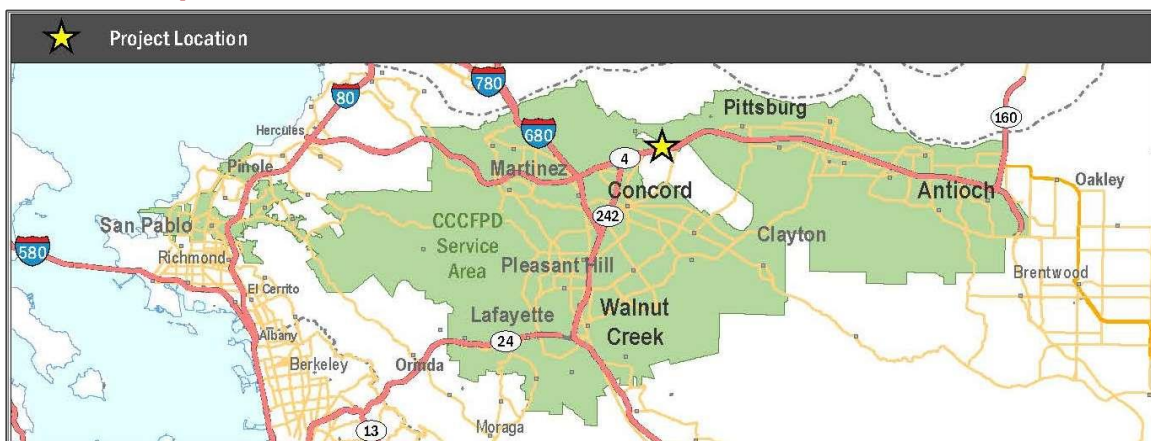 Project Location
780
80
160
Pittsburg
680
Hercules
4
Martinez
Pinole
Antioch
Oakley
Concord
242
CCCFPD
Service
Area
San Pablo
Clayton
580
Richmond
Pleasant Hill
Brentwood
El Cerrito
Walnut
Creek
Lafayette
Albany
24
Berkeley
Orinda
Moraga
13